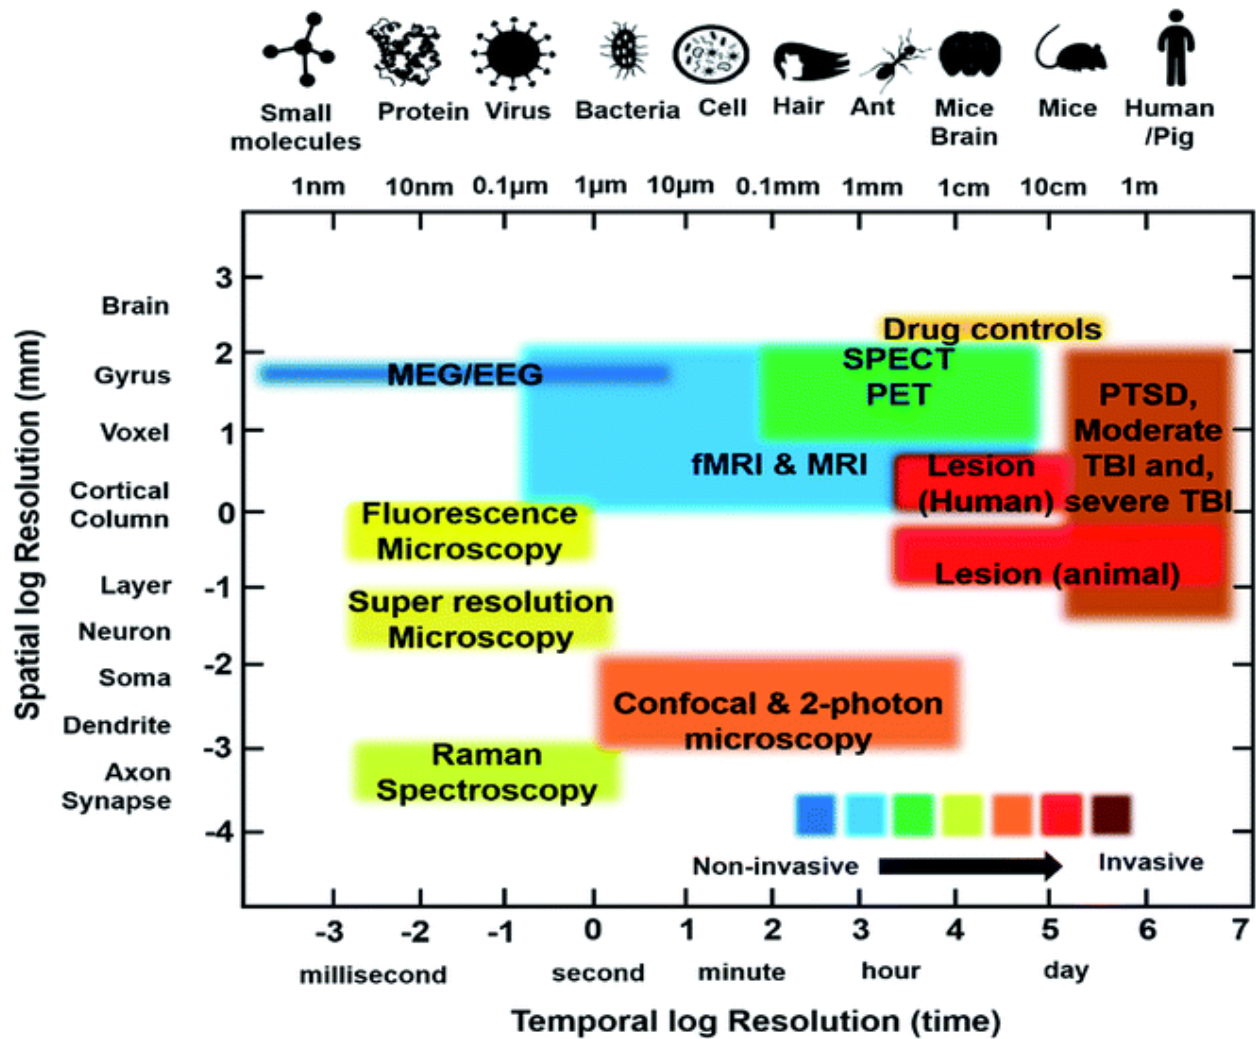 Small
molecules
Protein
Virus
Bacteria
Cell
Hair
Ant
Mice
Brain
Mice
Human
/Pig
1nm
10nm
0.1µm
1µm
10µm
0.1mm
1mm
1cm
10cm
1m
Spatial log Resolution (mm)
Brain
Gyrus
Voxel
Cortical
Column
Layer
Neuron
Soma
Dendrite
Axon
Synapse
3
2
1
0
-1
-2
-3
-4
Drug controls
MEG/EEG
SPECT
PET
fMRI & MRI
PTSD,
Moderate
TBI and,
severe TBI
Lesion
(Human)
Fluorescence
Microscopy
Lesion (animal)
Super resolution
Microscopy
Confocal & 2-photon
microscopy
Raman
Spectroscopy
Non-invasive
Invasive
-3
-2
-1
0
1
2
3
4
5
6
7
millisecond
second
minute
hour
day
Temporal log Resolution (time)